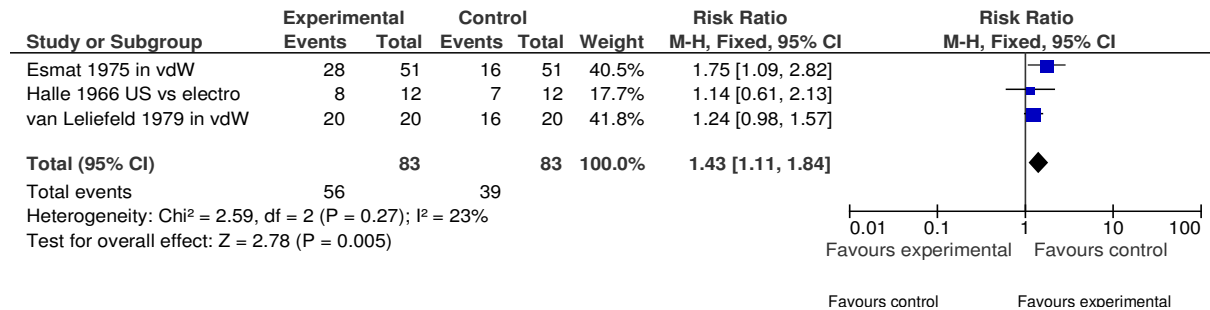 Experimental Control Risk Ratio Risk Ratio
Study or Subgroup Events Total Events Total Weight M-H, Fixed, 95% CI M-H, Fixed, 95% CI
Esmat 1975 in vdW 28 51 16 51 40.5% 1.75 [1.09, 2.82]
Halle 1966 US vs electro 8 12 7 12 17.7% 1.14 [0.61, 2.13]
van Leliefeld 1979 in vdW 20 20 16 20 41.8% 1.24 [0.98, 1.57]
Total (95% CI) 83 83 100.0% 1.43 [1.11, 1.84]
Total events 56 39
Heterogeneity: Chi² = 2.59, df = 2 (P = 0.27); I² = 23%
Test for overall effect: Z = 2.78 (P = 0.005)
0.01 0.1 1 10 100
Favours experimental Favours control
Favours control Favours experimental